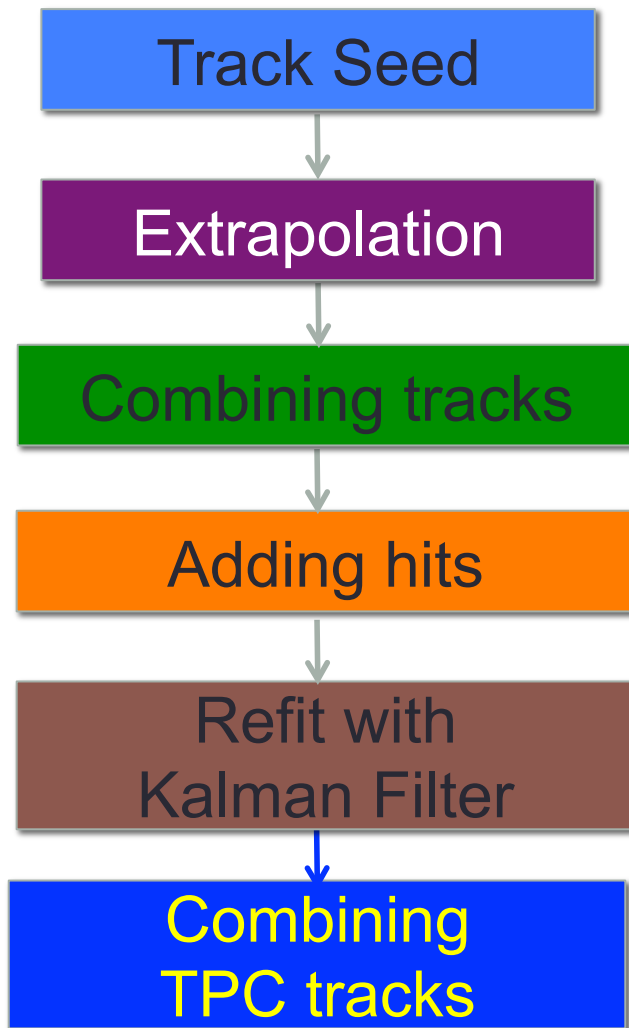 Track Seed
Extrapolation
Combining tracks
Adding hits
Refit with
Kalman Filter
Combining
TPC tracks